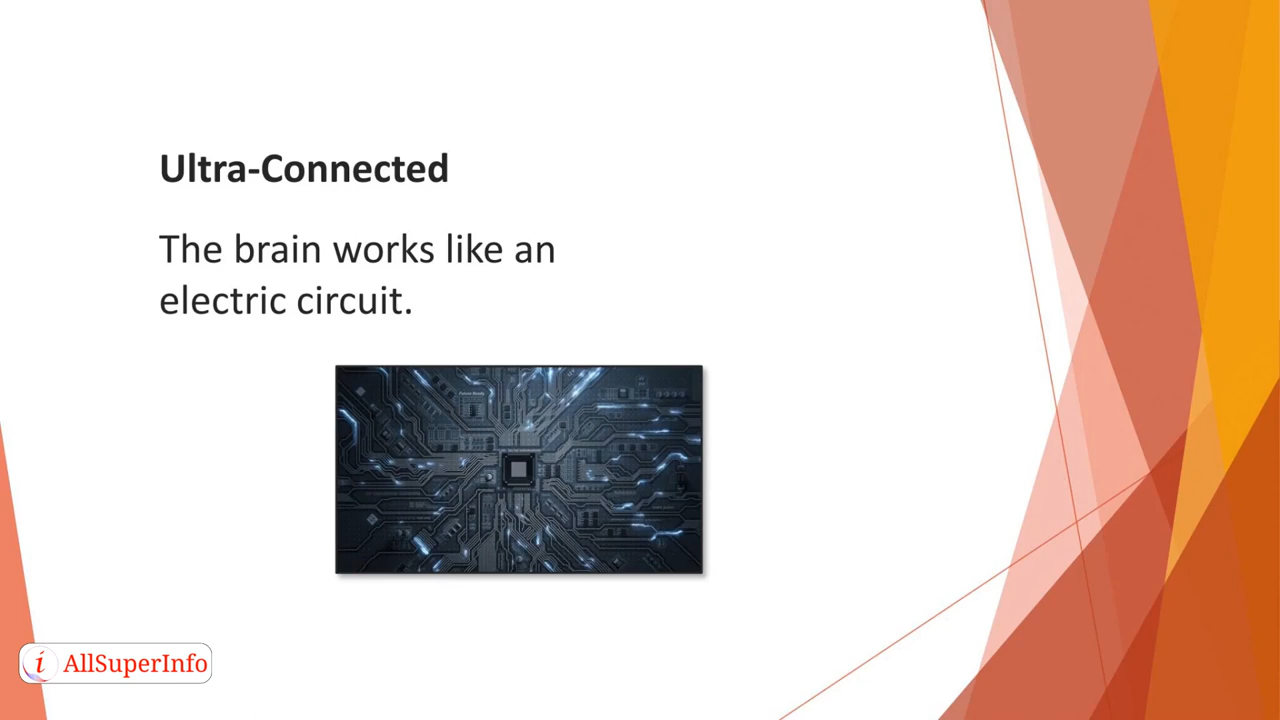 Ultra-Connected
The brain works like an
electric circuit.
i AllSuperInfo